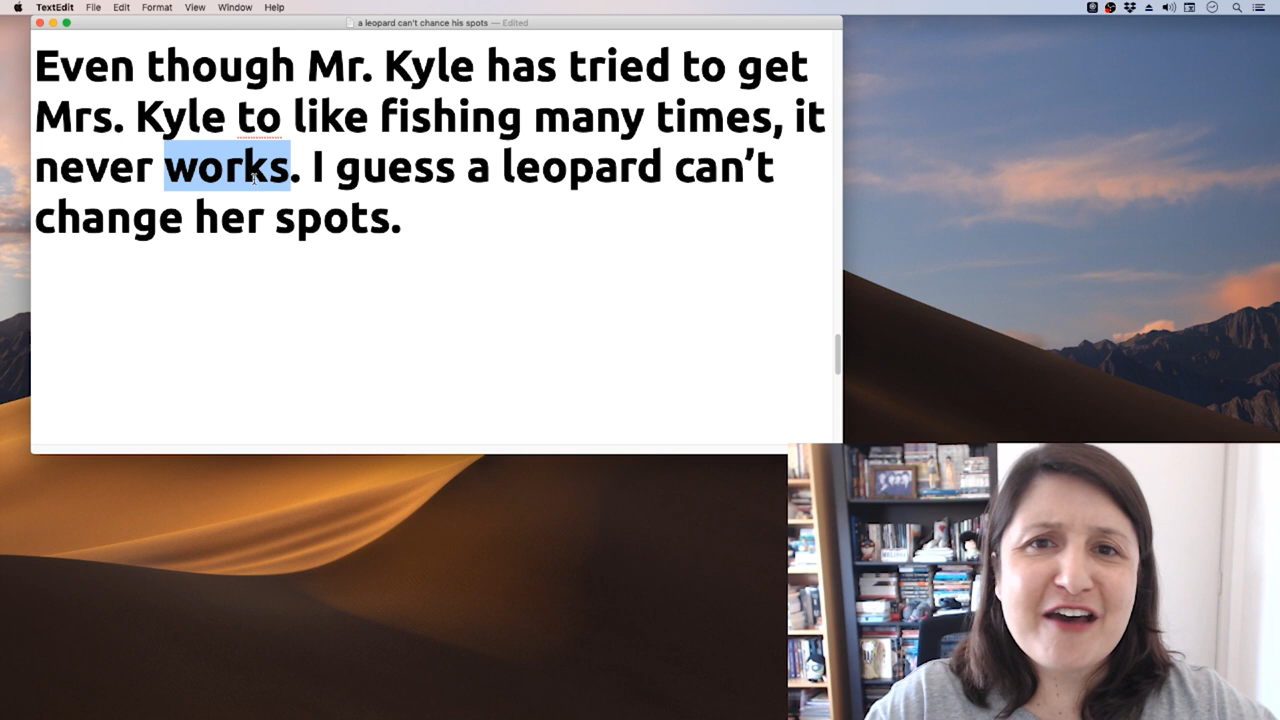 TextEdit File Edit Format View Window Help
a leopard can't chance his spots — Edited
Even though Mr. Kyle has tried to get
Mrs. Kyle to like fishing many times, it
never works. I guess a leopard can’t
change her spots.